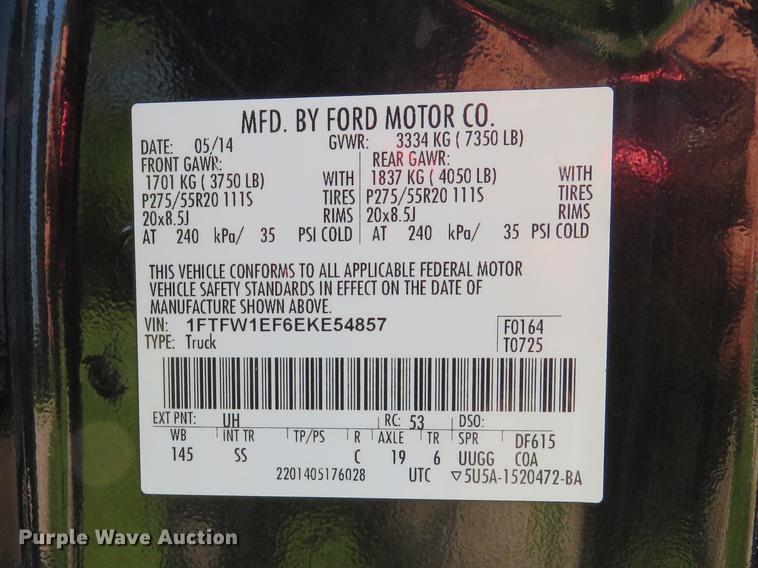 MFD. BY FORD MOTOR CO.
DATE: 05/14 GVWR: 3334 KG ( 7350 LB)
FRONT GAWR: REAR GAWR:
1701 KG ( 3750 LB) WITH 1837 KG ( 4050 LB) WITH
P275/55R20 111S TIRES P275/55R20 111S TIRES
20x8.5J RIMS 20x8.5J RIMS
AT 240 kPa/ 35 PSI COLD AT 240 kPa/ 35 PSI COLD
THIS VEHICLE CONFORMS TO ALL APPLICABLE FEDERAL MOTOR
VEHICLE SAFETY STANDARDS IN EFFECT ON THE DATE OF
MANUFACTURE SHOWN ABOVE.
VIN: 1FTFW1EF6EKE54857 F0164
TYPE: Truck T0725
EXT PNT: UH RC: 53 DSO:
WB INT TR TP/PS R AXLE TR SPR DF615
145 SS C 19 6 UUGG COA
2201405176028 UTC ▽5U5A-1520472-BA
Purple Wave Auction